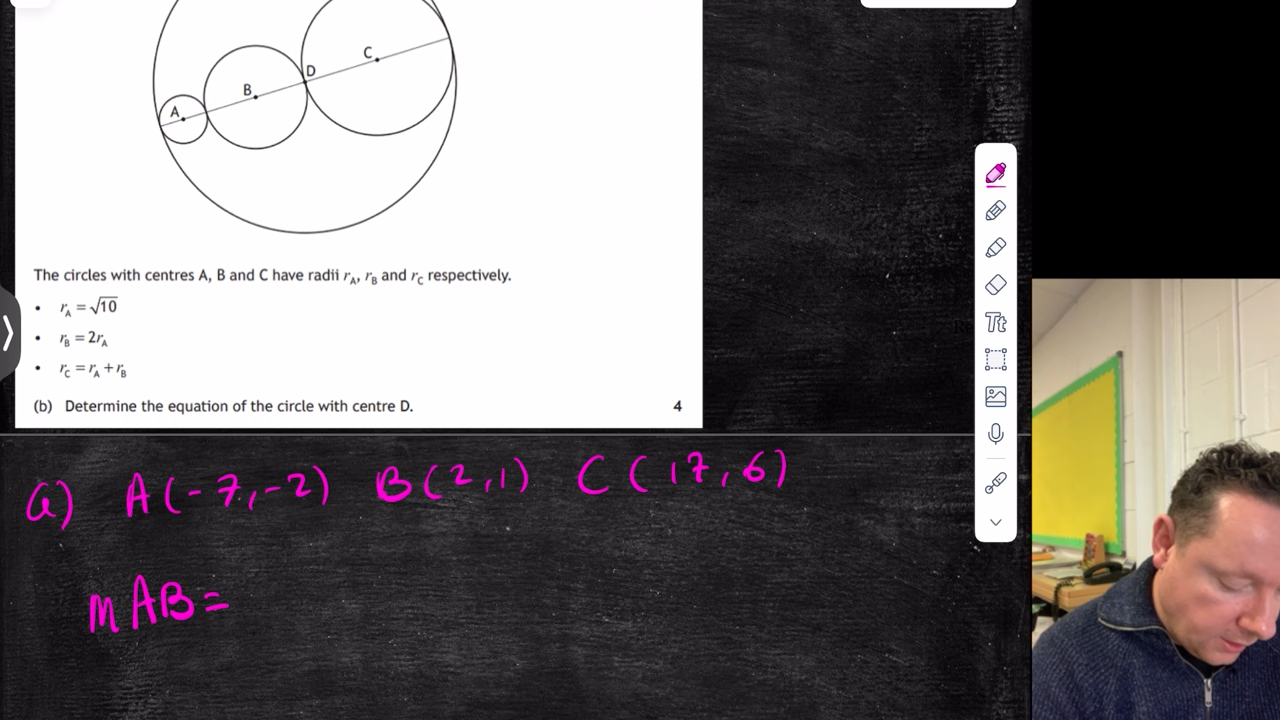 C
D
B
A
The circles with centres A, B and C have radii r_A, r_B and r_C respectively.
• r_A = √10
• r_B = 2r_A
• r_C = r_A + r_B
(b) Determine the equation of the circle with centre D. 4
a) A(-7,-2) B(2,1) C(17,6)
mAB=
Tt